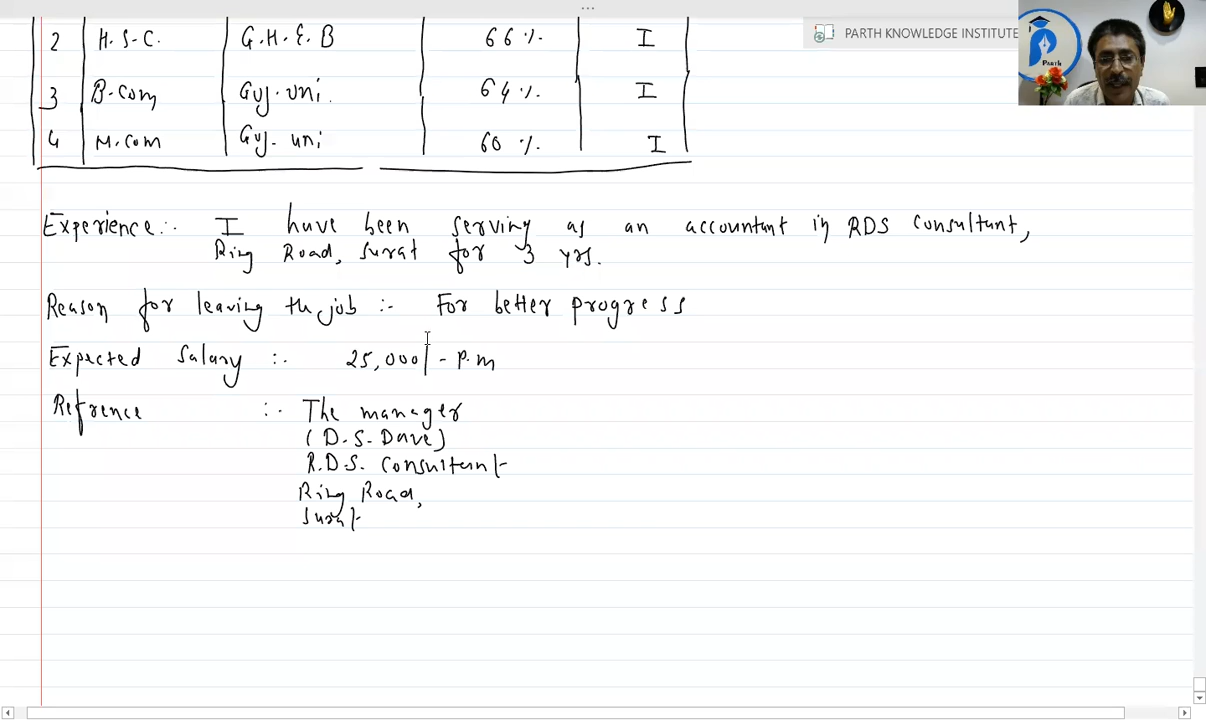 2 H.S.C. G.H.E.B 66 %. I
PARTH KNOWLEDGE INSTITUTE
Parth
3 B.com Guj.uni. 64 %. I
4 M.com Guj. uni 60 %. I
Experience :- I have been serving as an accountant in RDS consultant,
Ring Road, Surat for 3 yrs.
Reason for leaving the job :- For better progress
Expected Salary :- 25,000/- p.m
Refrence :- The manager
(D.S. Dave)
R.D.S. Consultant
Ring Road,
Surat